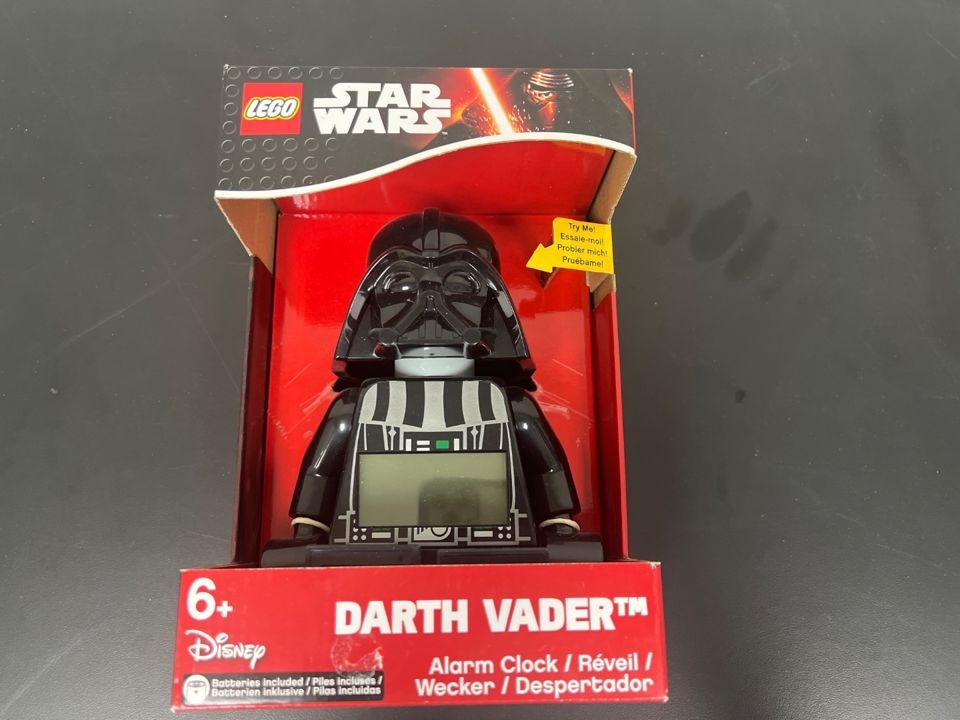 LEGO
STAR
WARS
Try Me!
Essaie-moi!
Probier mich!
Pruébame!
6+
DARTH VADER™
Disney
Alarm Clock / Réveil /
Wecker / Despertador
Batteries included / Piles incluses /
Batterien inklusive / Pilas incluidas